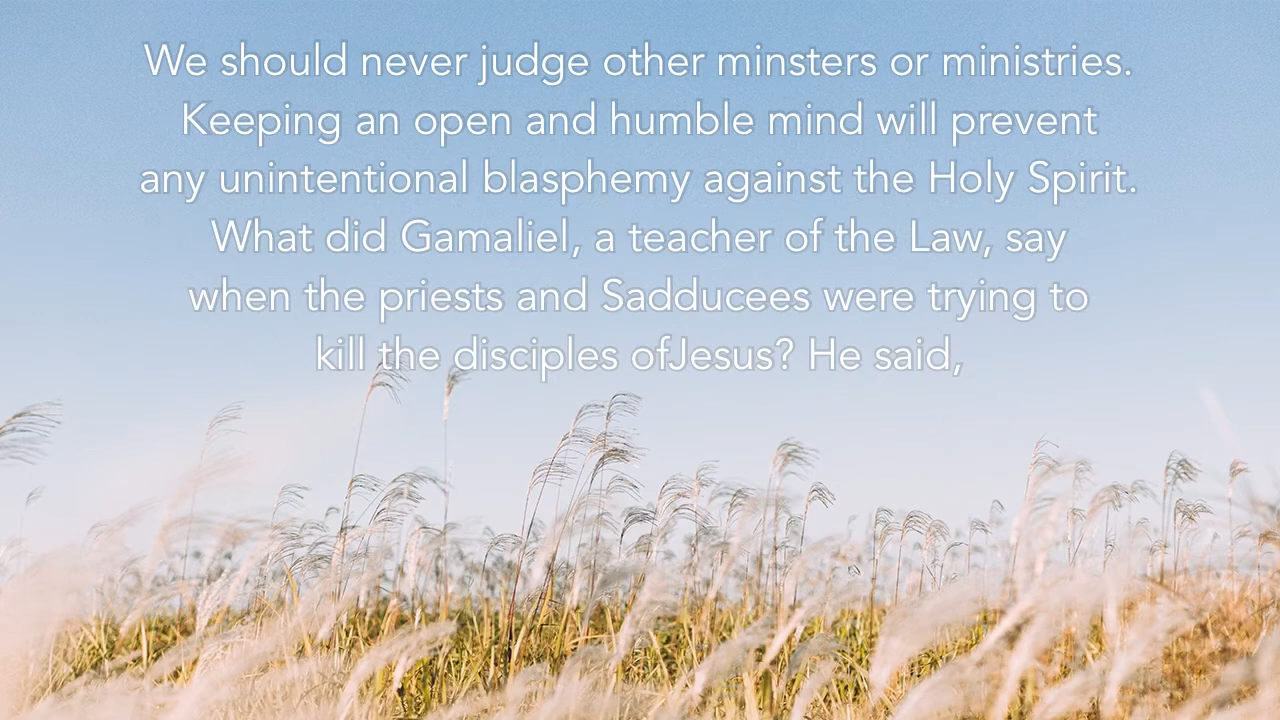 We should never judge other minsters or ministries.
Keeping an open and humble mind will prevent
any unintentional blasphemy against the Holy Spirit.
What did Gamaliel, a teacher of the Law, say
when the priests and Sadducees were trying to
kill the disciples ofJesus? He said,